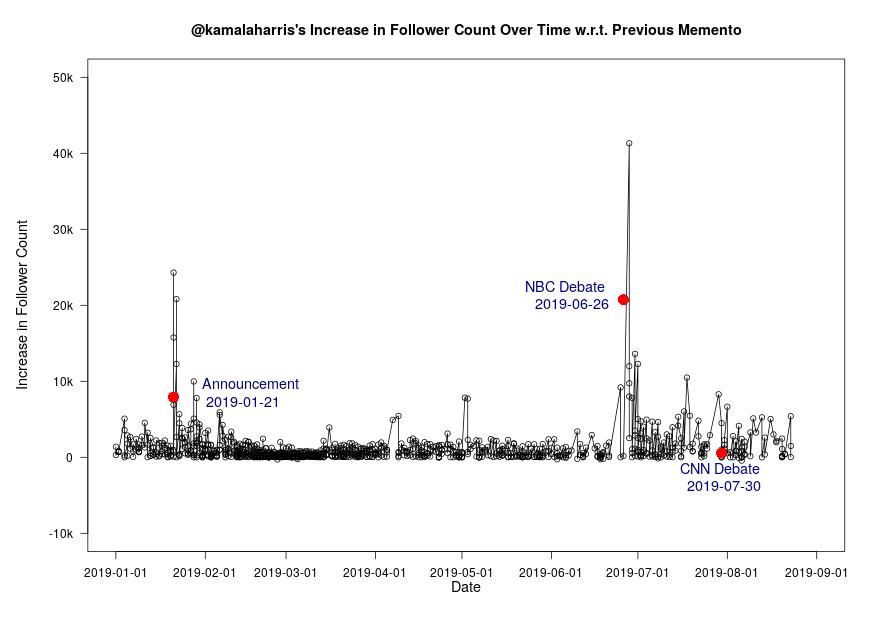 @kamalaharris's Increase in Follower Count Over Time w.r.t. Previous Memento
Increase in Follower Count
50k
40k
30k
20k
10k
0
-10k
NBC Debate
2019-06-26
Announcement
2019-01-21
CNN Debate
2019-07-30
2019-01-01
2019-02-01
2019-03-01
2019-04-01
2019-05-01
2019-06-01
2019-07-01
2019-08-01
2019-09-01
Date